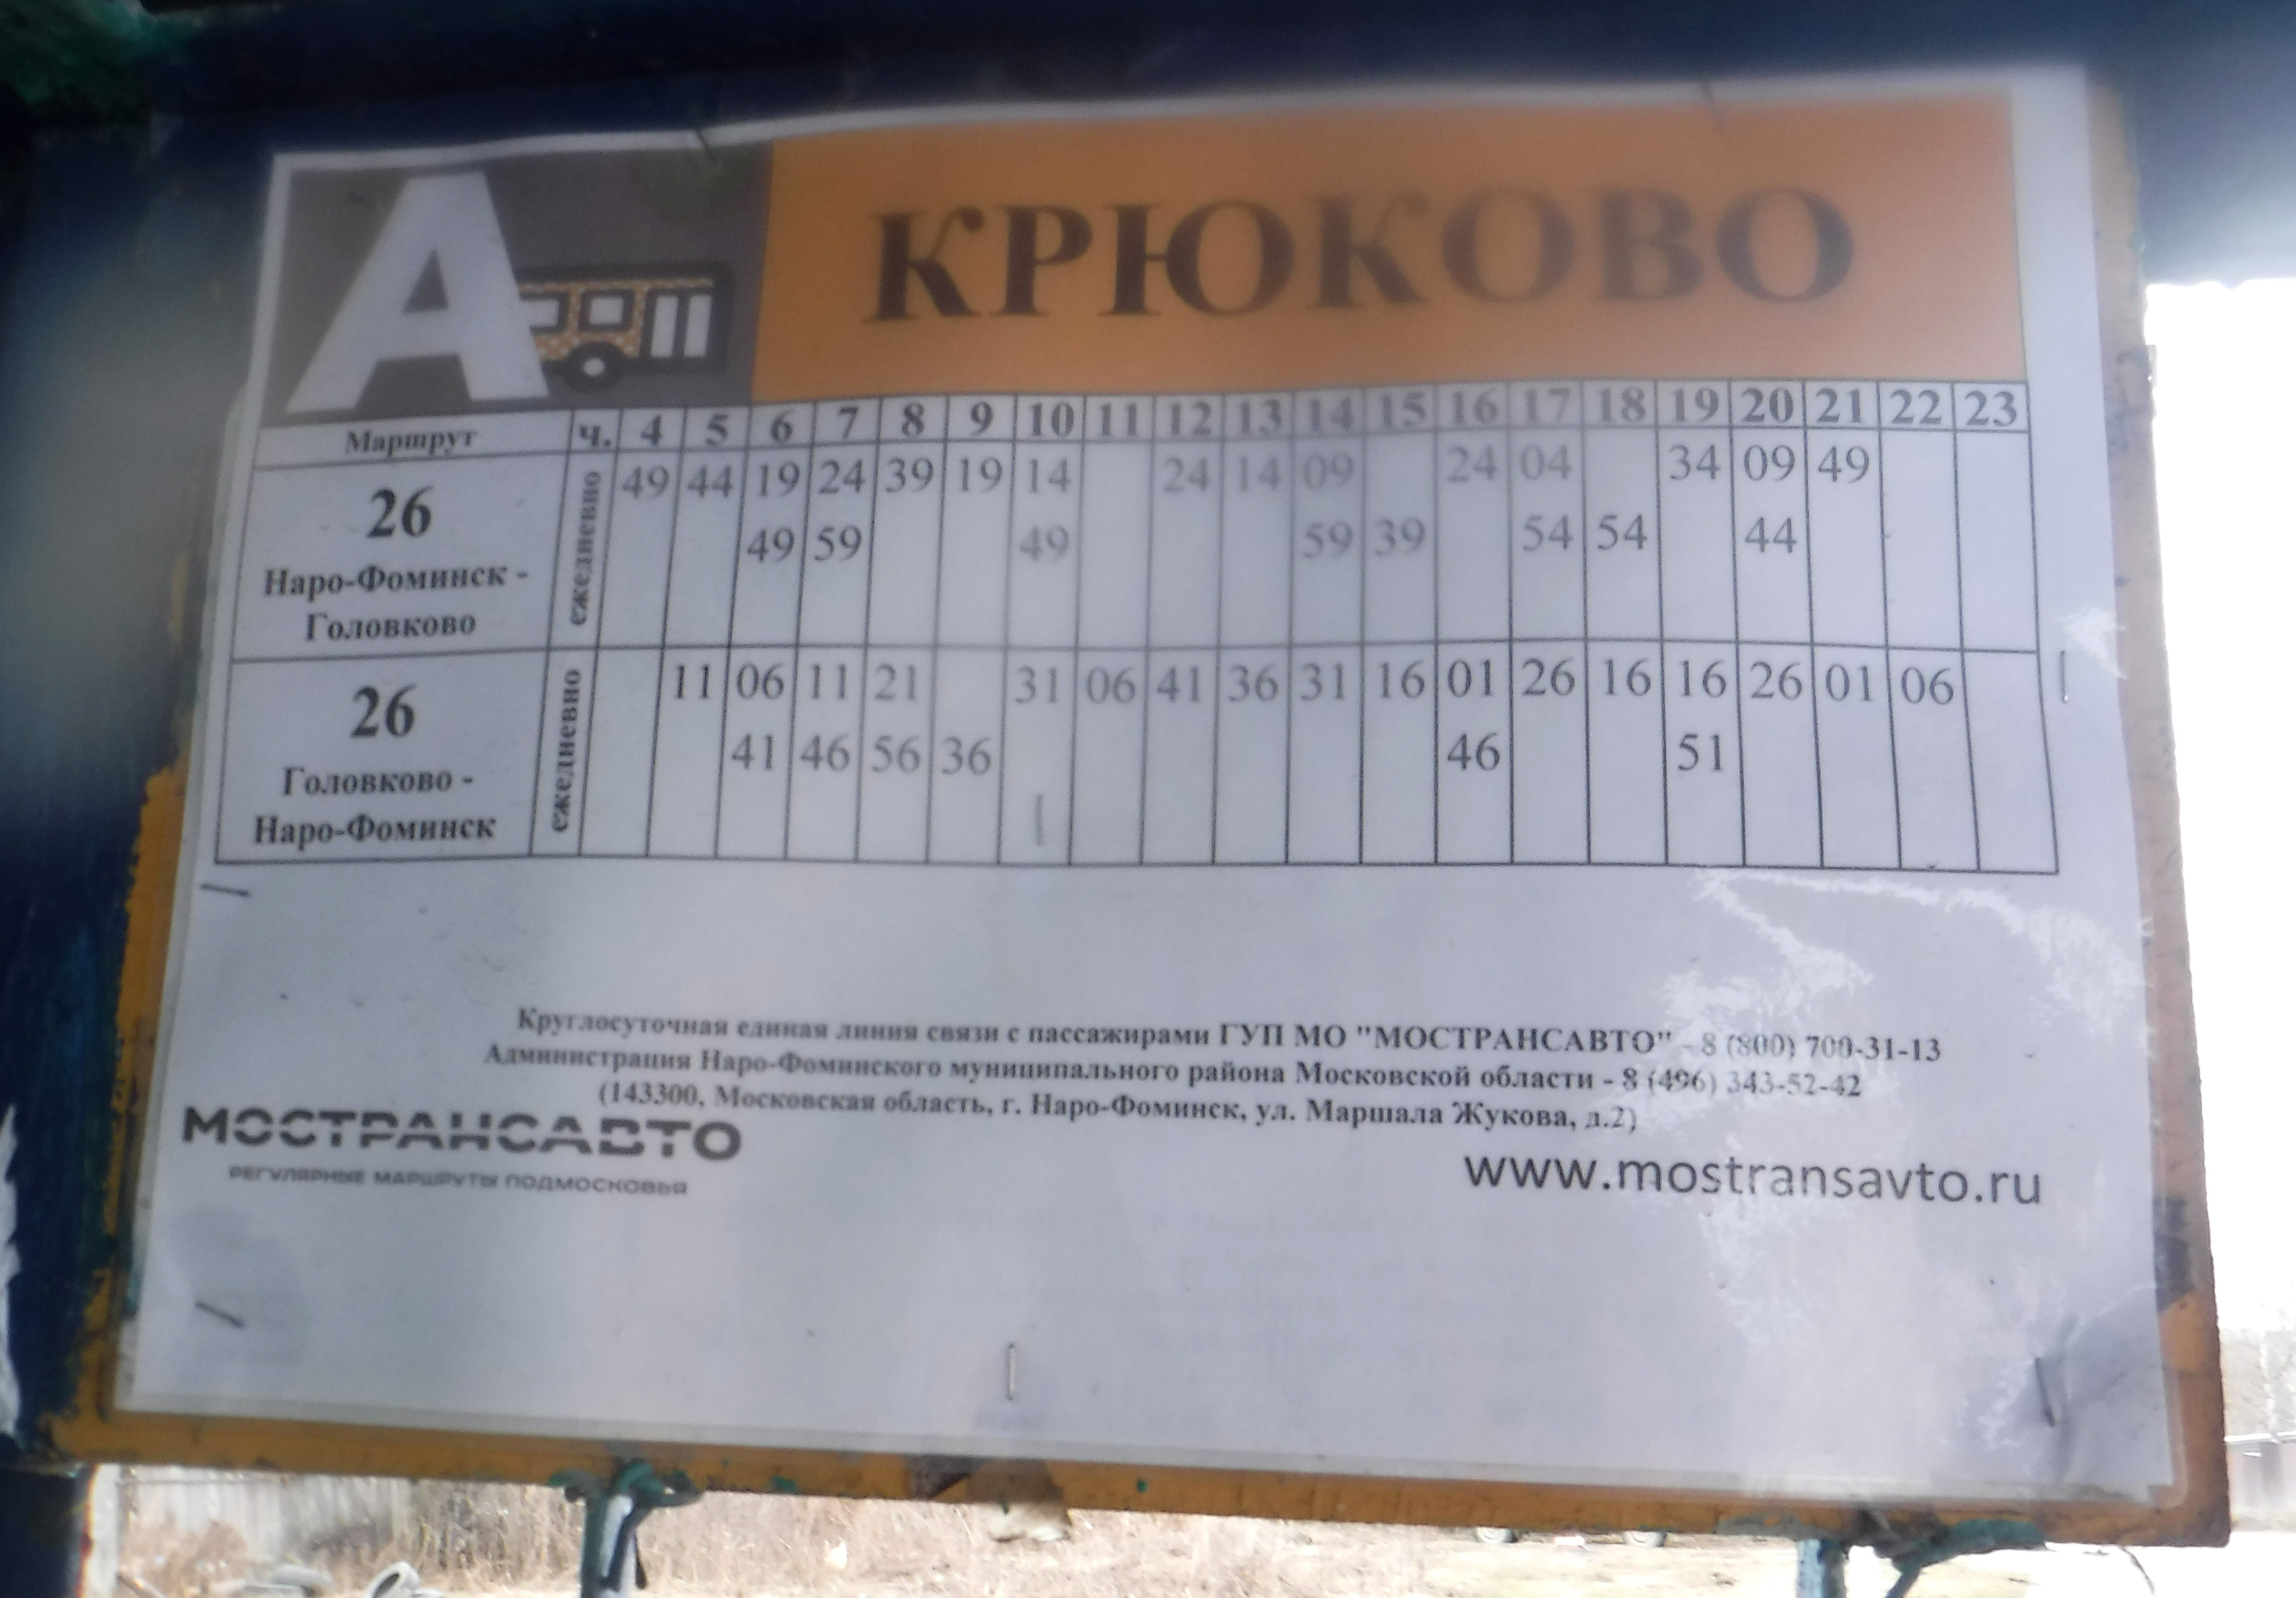 А КРЮКОВО
Маршрут ч. 4 5 6 7 8 9 10 11 12 13 14 15 16 17 18 19 20 21 22 23
26 ежедневно 49 44 19 24 39 19 14 24 14 09 24 04 34 09 49
49 59 49 59 39 54 54 44
Наро-Фоминск -
Головково
26 ежедневно 11 06 11 21 31 06 41 36 31 16 01 26 16 16 26 01 06
41 46 56 36 46 51
Головково -
Наро-Фоминск
Круглосуточная единая линия связи с пассажирами ГУП МО "МОСТРАНСАВТО" - 8 (800) 700-31-13
Администрация Наро-Фоминского муниципального района Московской области - 8 (496) 343-52-42
(143300, Московская область, г. Наро-Фоминск, ул. Маршала Жукова, д.2)
МОСТРАНСАВТО
РЕГУЛЯРНЫЕ МАРШРУТЫ ПОДМОСКОВЬЯ
www.mostransavto.ru